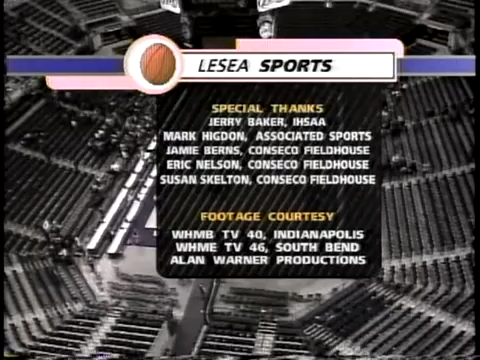 LESEA SPORTS
SPECIAL THANKS
JERRY BAKER, IHSAA
MARK HIGDON, ASSOCIATED SPORTS
JAMIE BERNS, CONSECO FIELDHOUSE
ERIC NELSON, CONSECO FIELDHOUSE
SUSAN SKELTON, CONSECO FIELDHOUSE
FOOTAGE COURTESY
WHMB TV 40, INDIANAPOLIS
WHME TV 46, SOUTH BEND
ALAN WARNER PRODUCTIONS